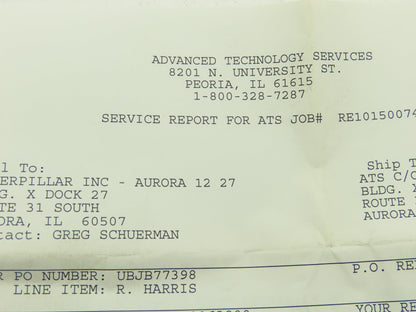 ADVANCED TECHNOLOGY SERVICES
8201 N. UNIVERSITY ST.
PEORIA, IL 61615
1-800-328-7287
SERVICE REPORT FOR ATS JOB# RE10150074
l To:
ERPILLAR INC - AURORA 12 27
G. X DOCK 27
TE 31 SOUTH
ORA, IL 60507
tact: GREG SCHUERMAN
Ship T
ATS C/O
BLDG. X
ROUTE
AURORA
R PO NUMBER: UBJB77398
P.O. REL
LINE ITEM: R. HARRIS
YOUR RE